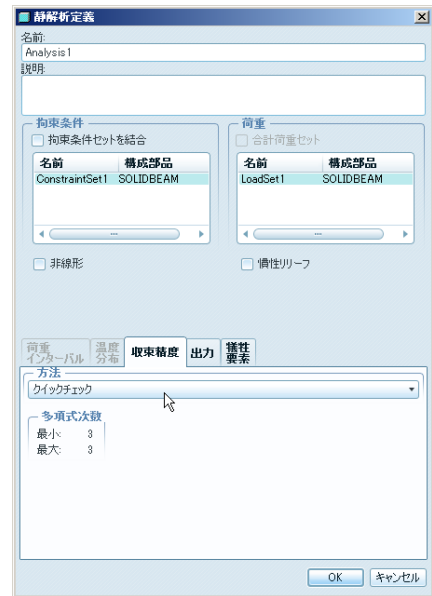 静解析定義
名前:
Analysis1
説明:
拘束条件
拘束条件セットを結合
名前 構成部品
ConstraintSet1 SOLIDBEAM
荷重
合計荷重セット
名前 構成部品
LoadSet1 SOLIDBEAM
非線形
慣性リリーフ
荷重
インターバル
温度
分布
収束精度
出力
犠牲
要素
方法
クイックチェック
多項式次数
最小: 3
最大: 3
OK
キャンセル